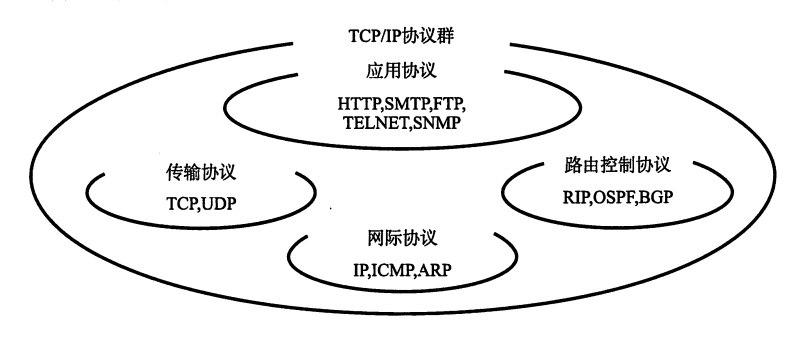 TCP/IP协议群
应用协议
HTTP,SMTP,FTP,
TELNET,SNMP
传输协议
TCP,UDP
路由控制协议
RIP,OSPF,BGP
网际协议
IP,ICMP,ARP